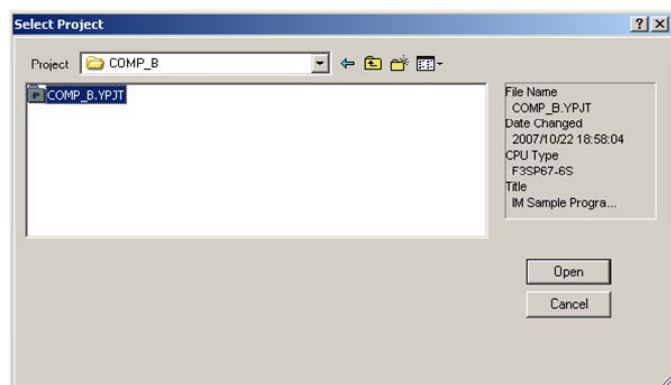 Select Project
Project COMP_B
COMP_B.YPJT
File Name
COMP_B.YPJT
Date Changed
2007/10/22 18:58:04
CPU Type
F3SP67-6S
Title
IM Sample Progra...
Open
Cancel